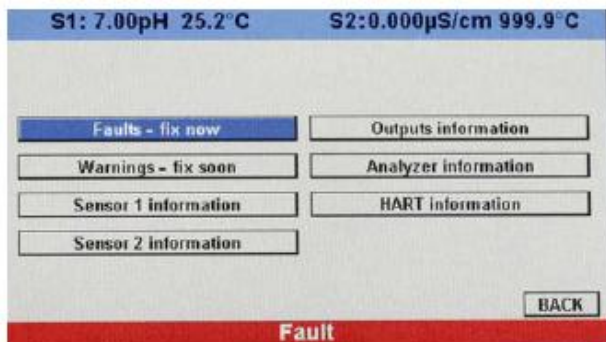 S1: 7.00pH 25.2°C S2:0.000µS/cm 999.9°C
Faults - fix now
Outputs information
Warnings - fix soon
Analyzer information
Sensor 1 information
HART information
Sensor 2 information
BACK
Fault